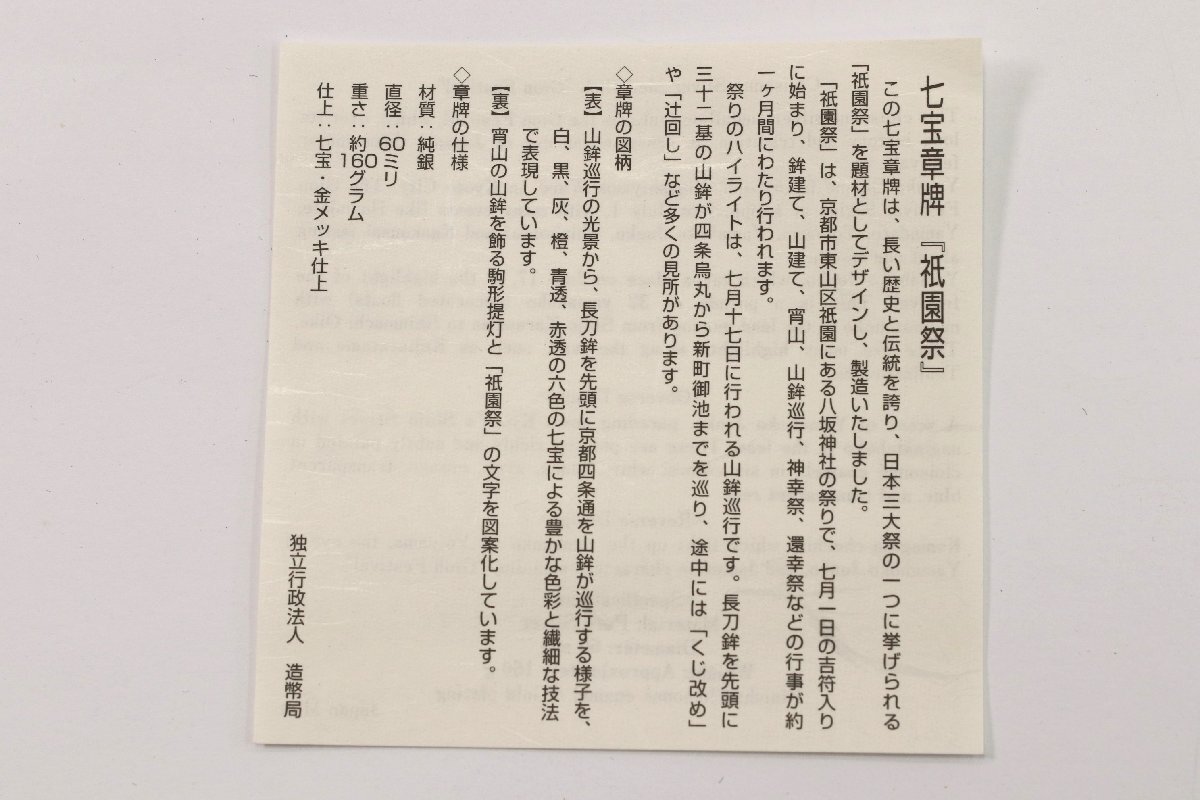 七宝章牌『祇園祭』
この七宝章牌は、長い歴史と伝統を誇り、日本三大祭の一つに挙げられる
「祇園祭」を題材としてデザインし、製造いたしました。
「祇園祭」は、京都市東山区祇園にある八坂神社の祭りで、七月一日の吉符入り
に始まり、鉾建て、山建て、宵山、山鉾巡行、神幸祭、還幸祭などの行事が約
一ヶ月間にわたり行われます。
祭りのハイライトは、七月十七日に行われる山鉾巡行です。長刀鉾を先頭に
三十二基の山鉾が四条烏丸から新町御池までを巡り、途中には「くじ改め」
や「辻回し」など多くの見所があります。
◇章牌の図柄
【表】山鉾巡行の光景から、長刀鉾を先頭に京都四条通を山鉾が巡行する様子を、
白、黒、灰、橙、青透、赤透の六色の七宝による豊かな色彩と繊細な技法
で表現しています。
【裏】宵山の山鉾を飾る駒形提灯と「祇園祭」の文字を図案化しています。
◇章牌の仕様
材質：純銀
直径：60ミリ
重さ：約160グラム
仕上：七宝・金メッキ仕上
独立行政法人 造幣局